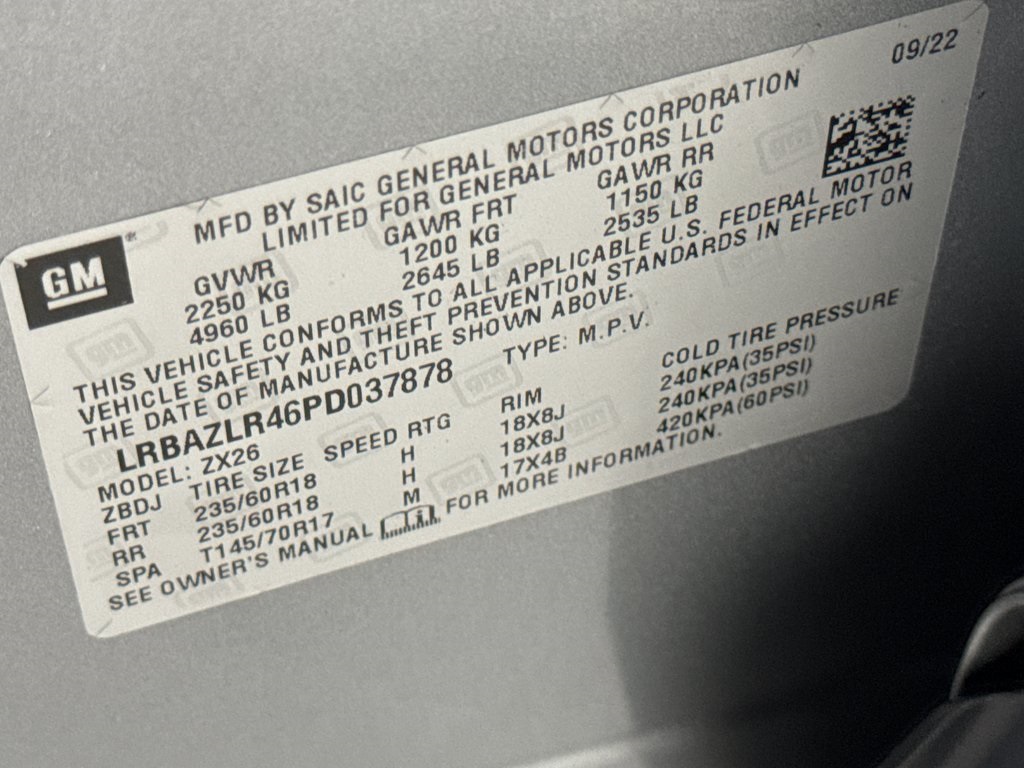 09/22
MFD BY SAIC GENERAL MOTORS CORPORATION
LIMITED FOR GENERAL MOTORS LLC
GM®
GVWR GAWR FRT GAWR RR
2250 KG 1200 KG 1150 KG
4960 LB 2645 LB 2535 LB
THIS VEHICLE CONFORMS TO ALL APPLICABLE U.S. FEDERAL MOTOR
VEHICLE SAFETY AND THEFT PREVENTION STANDARDS IN EFFECT ON
THE DATE OF MANUFACTURE SHOWN ABOVE.
LRBAZLR46PD037878 TYPE: M.P.V.
MODEL: ZX26
ZBDJ TIRE SIZE SPEED RTG RIM COLD TIRE PRESSURE
FRT 235/60R18 H 18X8J 240KPA(35PSI)
RR 235/60R18 H 18X8J 240KPA(35PSI)
SPA T145/70R17 M 17X4B 420KPA(60PSI)
SEE OWNER'S MANUAL FOR MORE INFORMATION.